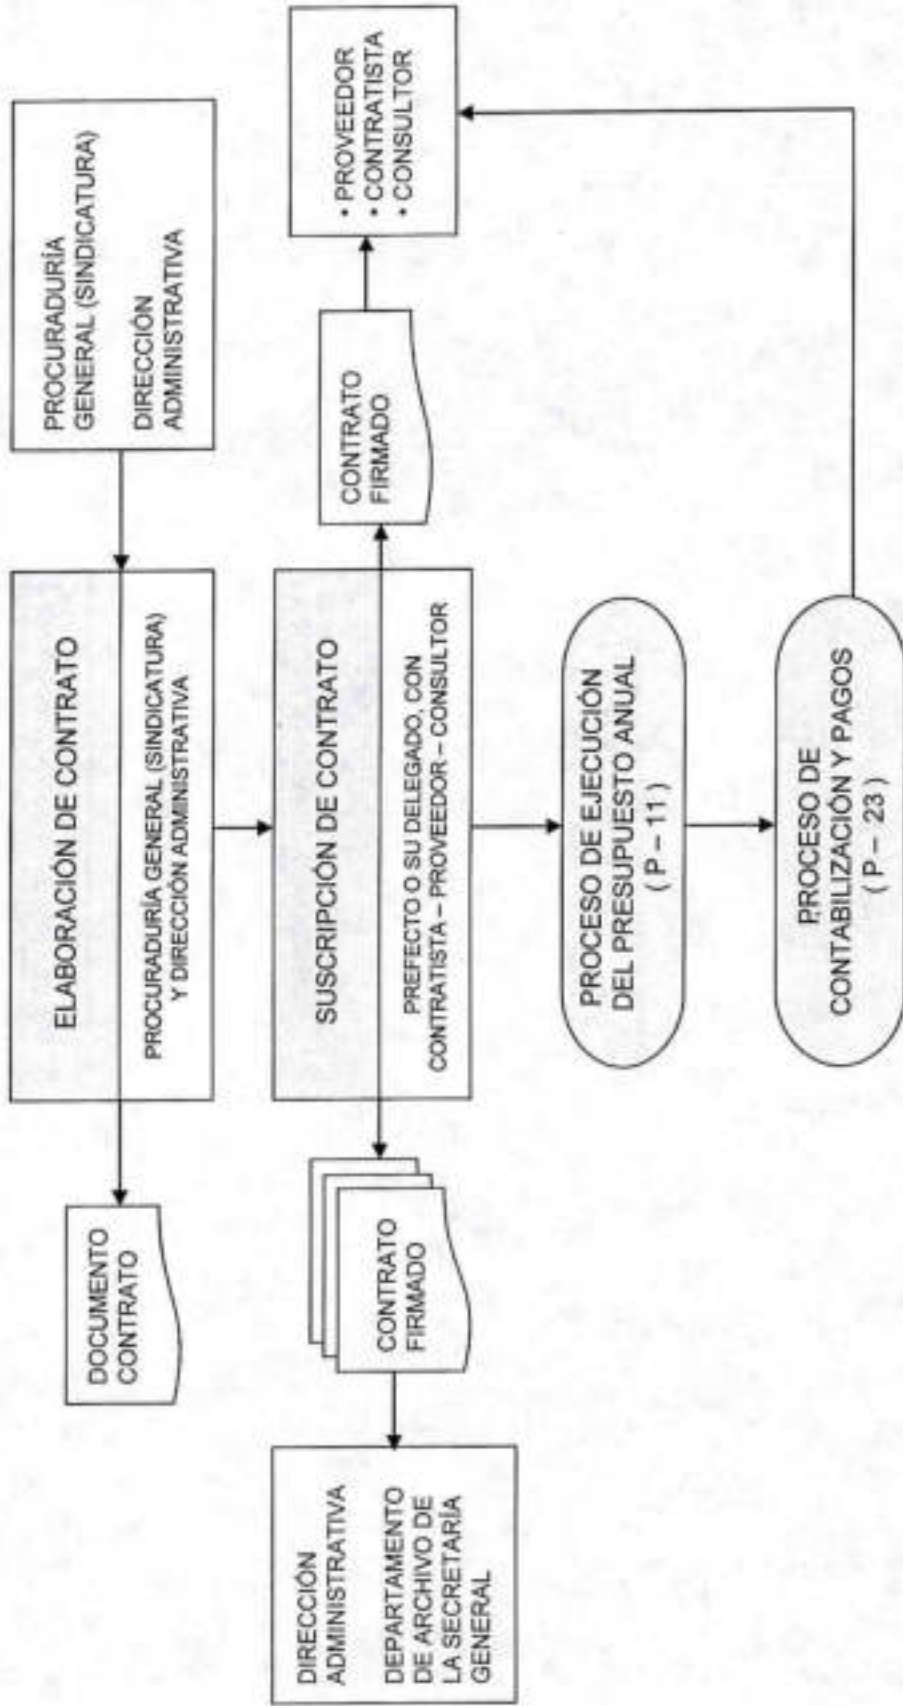 PROCURADURÍA
GENERAL (SINDICATURA)
DIRECCIÓN
ADMINISTRATIVA
ELABORACIÓN DE CONTRATO
PROCURADURÍA GENERAL (SINDICATURA)
Y DIRECCIÓN ADMINISTRATIVA
DOCUMENTO
CONTRATO
• PROVEEDOR
• CONTRATISTA
• CONSULTOR
CONTRATO
FIRMADO
SUSCRIPCIÓN DE CONTRATO
PREFECTO O SU DELEGADO, CON
CONTRATISTA – PROVEEDOR – CONSULTOR
CONTRATO
FIRMADO
DIRECCIÓN
ADMINISTRATIVA
DEPARTAMENTO
DE ARCHIVO DE
LA SECRETARÍA
GENERAL
PROCESO DE EJECUCIÓN
DEL PRESUPUESTO ANUAL
( P – 11 )
PROCESO DE
CONTABILIZACIÓN Y PAGOS
( P – 23 )